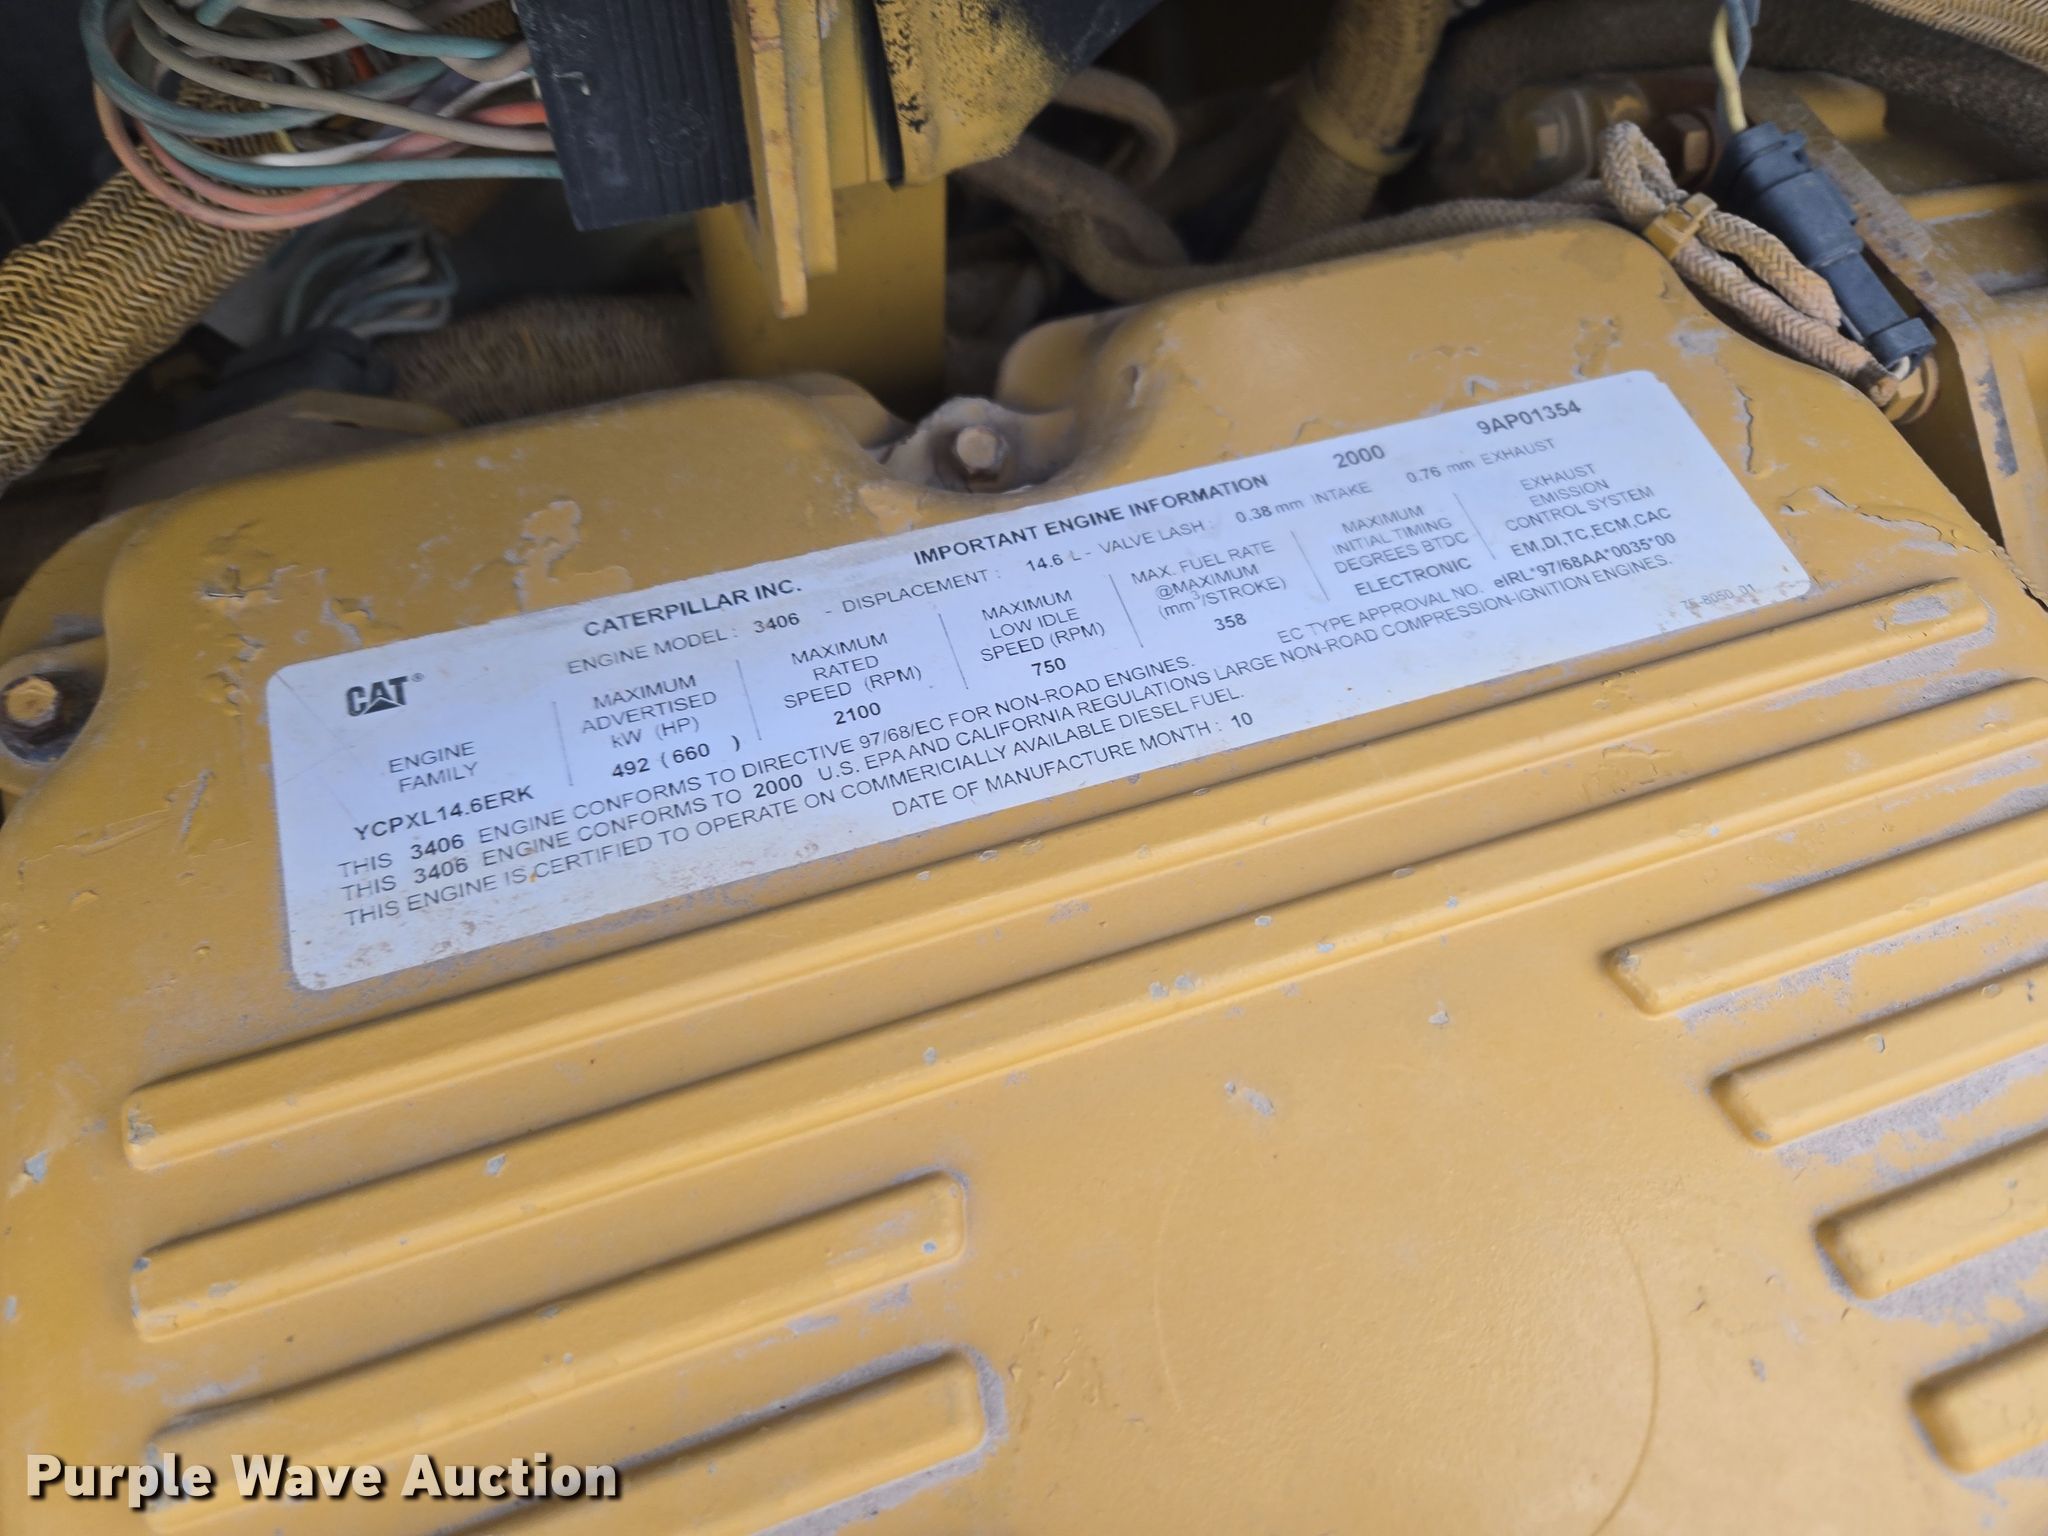 CATERPILLAR INC. IMPORTANT ENGINE INFORMATION 2000 9AP01354
CAT®
ENGINE MODEL : 3406 - DISPLACEMENT : 14.6 L - VALVE LASH : 0.38 mm INTAKE 0.76 mm EXHAUST
ENGINE FAMILY
YCPXL14.6ERK
MAXIMUM ADVERTISED kW (HP)
492 ( 660 )
MAXIMUM RATED SPEED (RPM)
2100
MAXIMUM LOW IDLE SPEED (RPM)
750
MAX. FUEL RATE @MAXIMUM (mm³/STROKE)
358
MAXIMUM INITIAL TIMING DEGREES BTDC
ELECTRONIC
EXHAUST EMISSION CONTROL SYSTEM
EM,DI,TC,ECM,CAC
THIS 3406 ENGINE CONFORMS TO DIRECTIVE 97/68/EC FOR NON-ROAD ENGINES. EC TYPE APPROVAL NO. eIRL*97/68AA*0035*00
THIS 3406 ENGINE CONFORMS TO 2000 U.S. EPA AND CALIFORNIA REGULATIONS LARGE NON-ROAD COMPRESSION-IGNITION ENGINES.
THIS ENGINE IS CERTIFIED TO OPERATE ON COMMERICIALLY AVAILABLE DIESEL FUEL.
DATE OF MANUFACTURE MONTH : 10
Purple Wave Auction